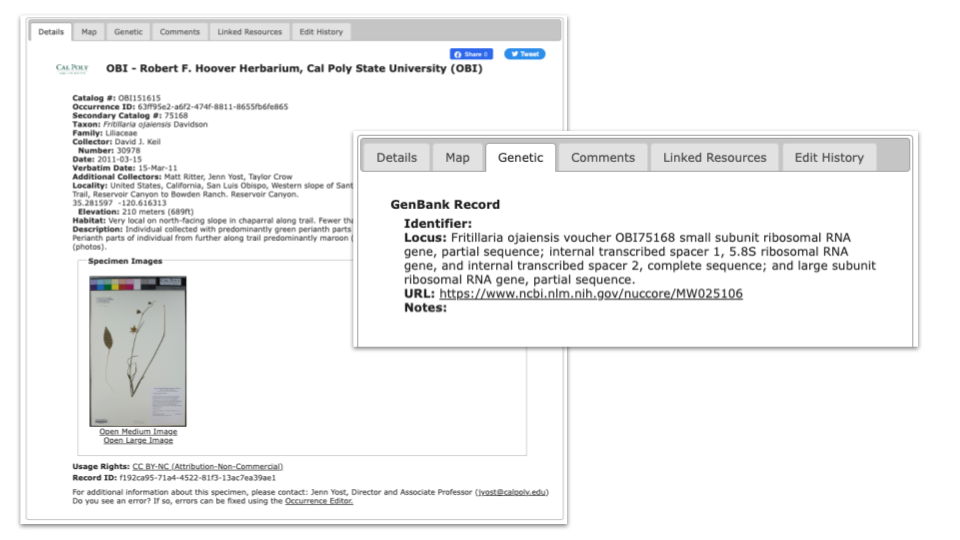 Details Map Genetic Comments Linked Resources Edit History
Share 0 Tweet
CAL POLY
OBI - Robert F. Hoover Herbarium, Cal Poly State University (OBI)
Catalog #: OBI151615
Occurrence ID: 63ff95e2-a6f2-474f-8811-8655fb6fe865
Secondary Catalog #: 75168
Taxon: Fritillaria ojaiensis Davidson
Family: Liliaceae
Collector: David J. Keil
Number: 30978
Date: 2011-03-15
Verbatim Date: 15-Mar-11
Additional Collectors: Matt Ritter, Jenn Yost, Taylor Crow
Locality: United States, California, San Luis Obispo, Western slope of Sant
Trail, Reservoir Canyon to Bowden Ranch. Reservoir Canyon.
35.281597 -120.616313
Elevation: 210 meters (689ft)
Habitat: Very local on north-facing slope in chaparral along trail. Fewer tha
Description: Individual collected with predominantly green perianth parts
Perianth parts of individual from further along trail predominantly maroon (
(photos).
Specimen Images
Open Medium Image
Open Large Image
Usage Rights: CC BY-NC (Attribution-Non-Commercial)
Record ID: f192ca95-71a4-4522-81f3-13ac7ea39ae1
For additional information about this specimen, please contact: Jenn Yost, Director and Associate Professor (jyost@calpoly.edu)
Do you see an error? If so, errors can be fixed using the Occurrence Editor.
Details Map Genetic Comments Linked Resources Edit History
GenBank Record
Identifier:
Locus: Fritillaria ojaiensis voucher OBI75168 small subunit ribosomal RNA
gene, partial sequence; internal transcribed spacer 1, 5.8S ribosomal RNA
gene, and internal transcribed spacer 2, complete sequence; and large subunit
ribosomal RNA gene, partial sequence.
URL: https://www.ncbi.nlm.nih.gov/nuccore/MW025106
Notes: